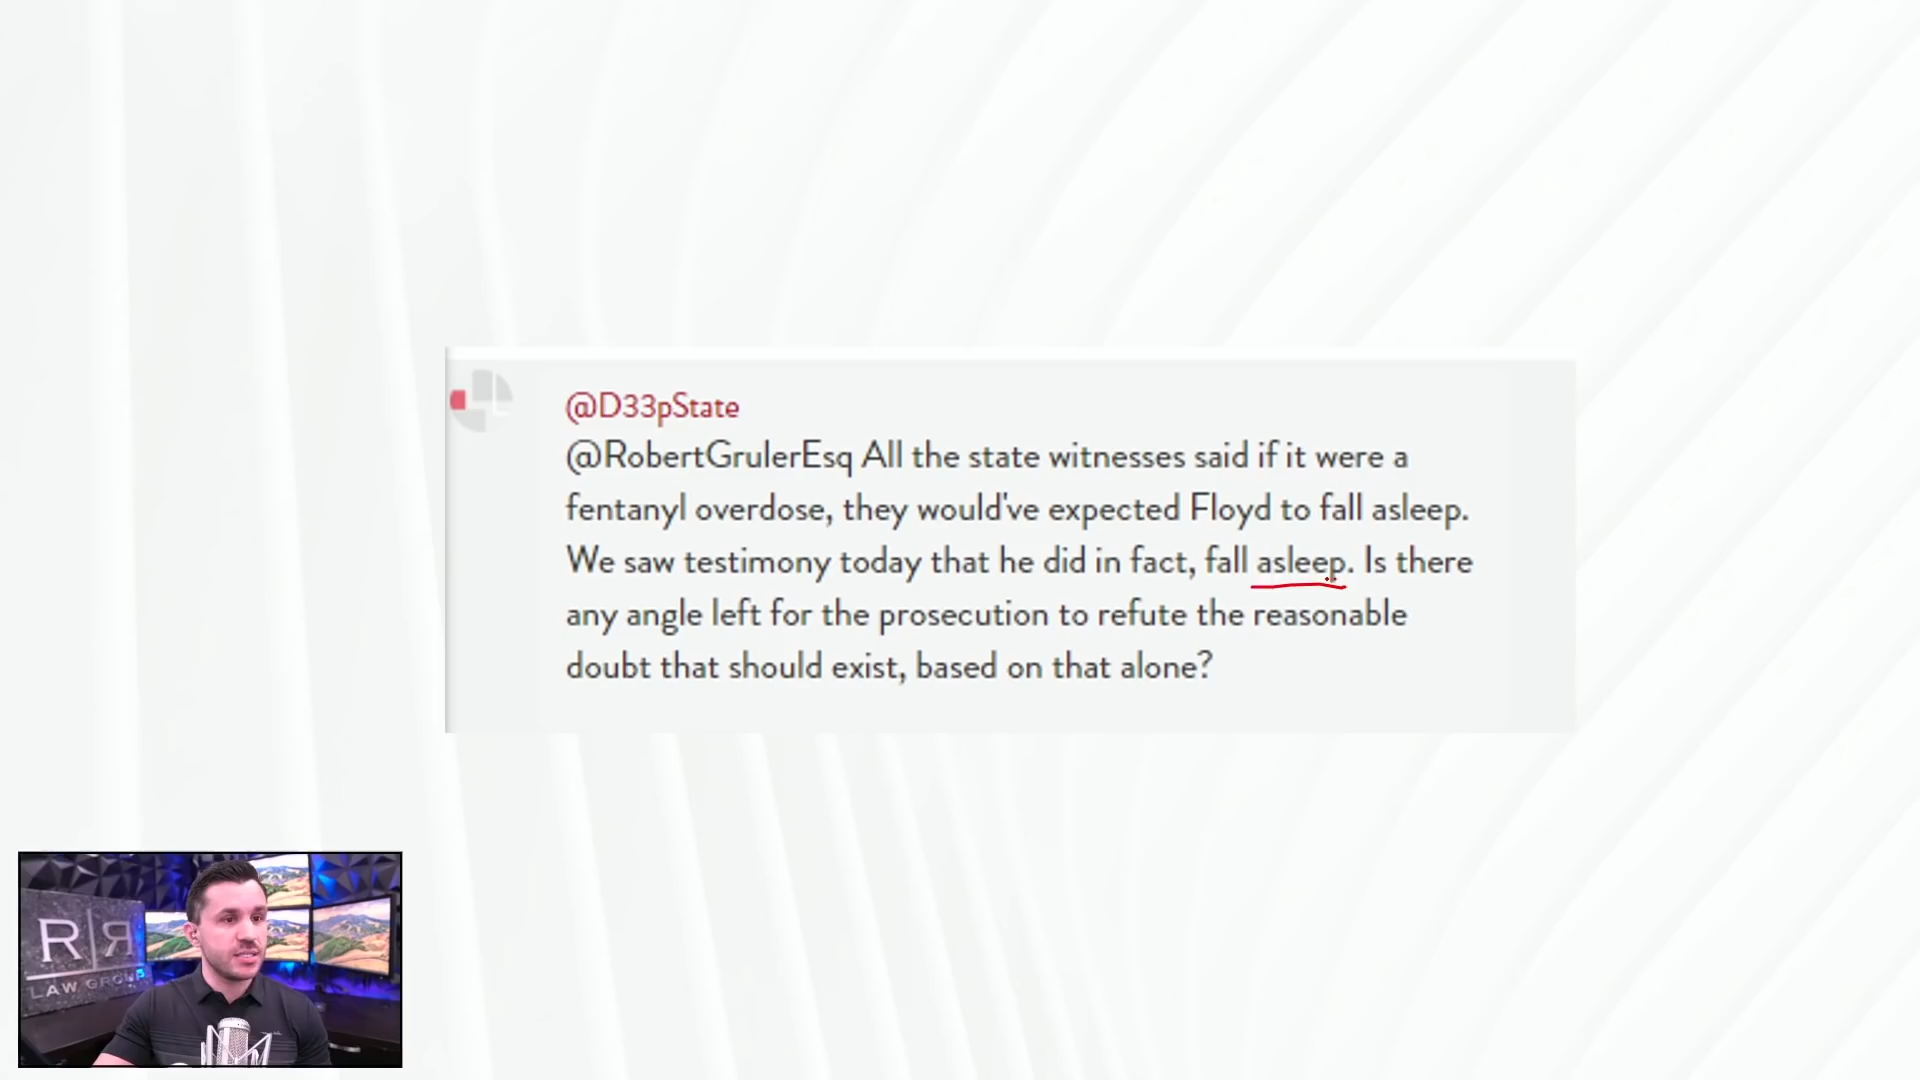 @D33pState
@RobertGrulerEsq All the state witnesses said if it were a
fentanyl overdose, they would've expected Floyd to fall asleep.
We saw testimony today that he did in fact, fall asleep. Is there
any angle left for the prosecution to refute the reasonable
doubt that should exist, based on that alone?
R|R
LAW GROUP